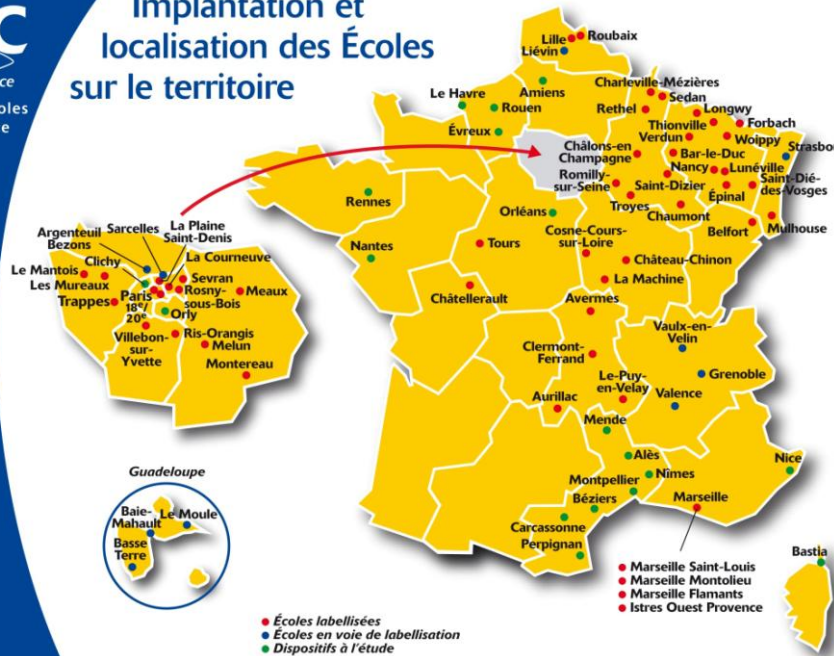 C
Implantation et
localisation des Écoles
sur le territoire
Lille
Roubaix
Liévin
Amiens
Le Havre
Rouen
Évreux
Charleville-Mézières
Sedan
Rethel
Longwy
Thionville
Forbach
Verdun
Woippy
Châlons-en
Champagne
Bar-le-Duc
Nancy
Lunéville
Romilly-
sur-Seine
Saint-Dizier
Saint-Dié-
des-Vosges
Épinal
Troyes
Chaumont
Belfort
Mulhouse
Rennes
Orléans
Nantes
Tours
Cosne-Cours-
sur-Loire
Château-Chinon
La Machine
Châtellerault
Avermes
Clermont-
Ferrand
Vaulx-en-
Velin
Grenoble
Le-Puy-
en-Velay
Valence
Aurillac
Mende
Alès
Nîmes
Nice
Montpellier
Béziers
Marseille
Carcassonne
Perpignan
Bastia
Marseille Saint-Louis
Marseille Montolieu
Marseille Flamants
Istres Ouest Provence
Argenteuil
Bezons
Sarcelles
La Plaine
Saint-Denis
Clichy
La Courneuve
Le Mantois
Les Mureaux
Sevran
Rosny-
sous-Bois
Meaux
Trappes
Paris
18e/
20e
Orly
Villebon-
sur-
Yvette
Ris-Orangis
Melun
Montereau
Guadeloupe
Baie-
Mahault
Le Moule
Basse
Terre
Écoles labellisées
Écoles en voie de labellisation
Dispositifs à l'étude